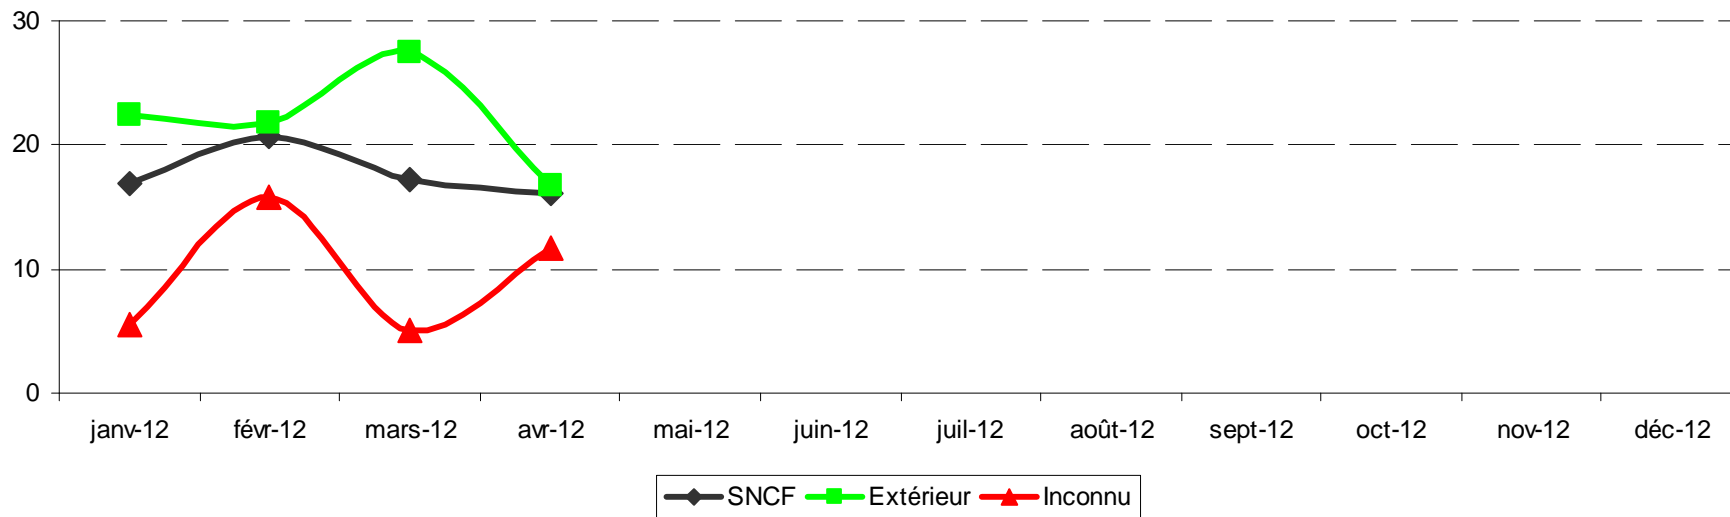 30
20
10
0
janv-12 févr-12 mars-12 avr-12 mai-12 juin-12 juil-12 août-12 sept-12 oct-12 nov-12 déc-12
SNCF Extérieur Inconnu